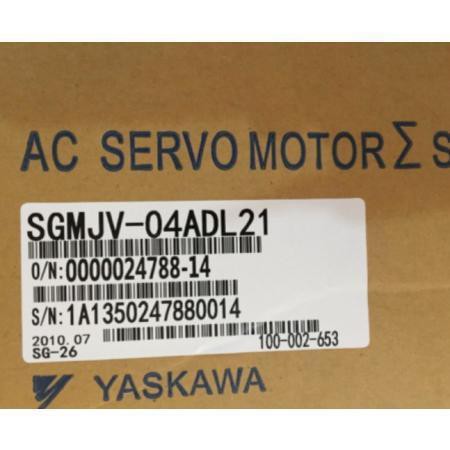 AC SERVO MOTOR Σ S
SGMJV-04ADL21
O/N:0000024788-14
S/N:1A1350247880014
2010.07
SG-26
100-002-653
YASKAWA